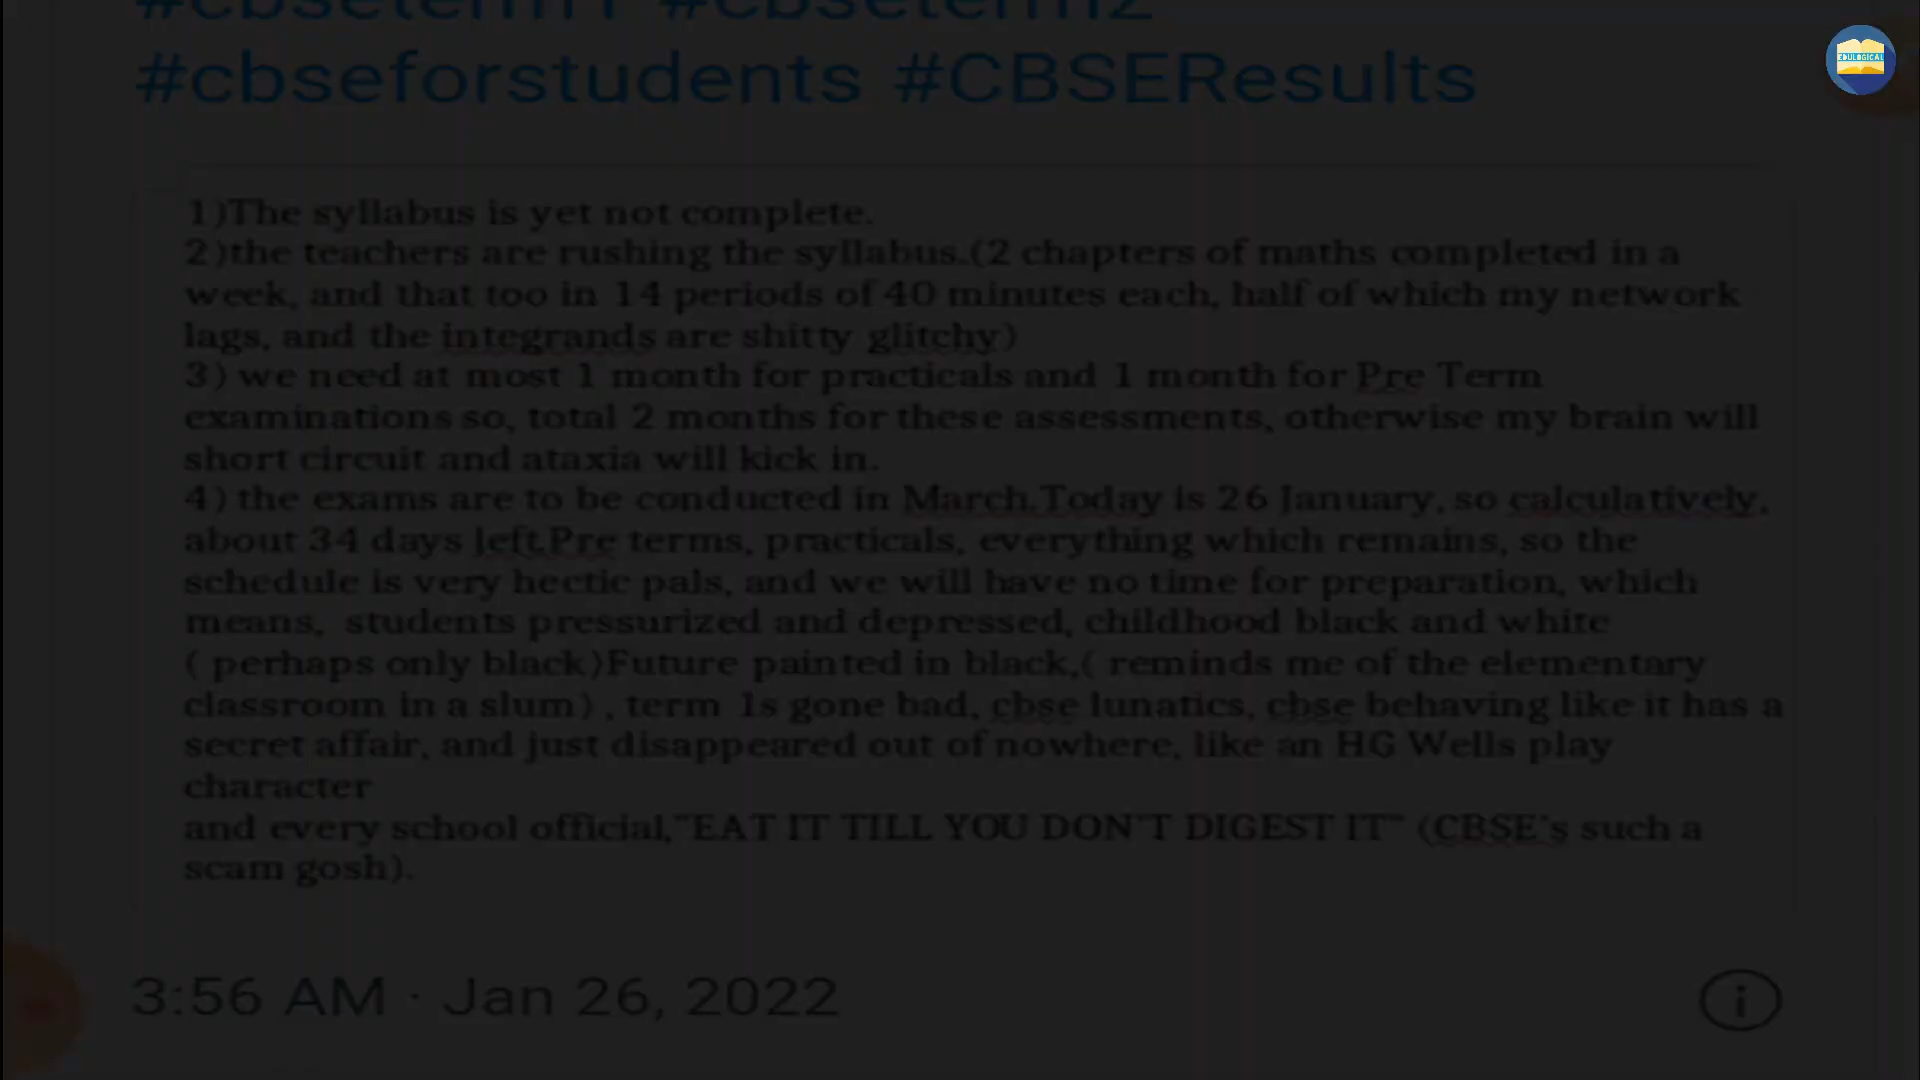 #cbseterm1 #cbseterm2
#cbseforstudents #CBSEResults
EDULOGICAL
1)The syllabus is yet not complete.
2)the teachers are rushing the syllabus.(2 chapters of maths completed in a
week, and that too in 14 periods of 40 minutes each, half of which my network
lags, and the integrands are shitty glitchy)
3) we need at most 1 month for practicals and 1 month for Pre Term
examinations so, total 2 months for these assessments, otherwise my brain will
short circuit and ataxia will kick in.
4) the exams are to be conducted in March.Today is 26 January, so calculatively,
about 34 days left.Pre terms, practicals, everything which remains, so the
schedule is very hectic pals, and we will have no time for preparation, which
means, students pressurized and depressed, childhood black and white
( perhaps only black)Future painted in black,( reminds me of the elementary
classroom in a slum) , term 1s gone bad, cbse lunatics, cbse behaving like it has a
secret affair, and just disappeared out of nowhere, like an HG Wells play
character
and every school official,"EAT IT TILL YOU DON'T DIGEST IT" (CBSE's such a
scam gosh).
3:56 AM · Jan 26, 2022